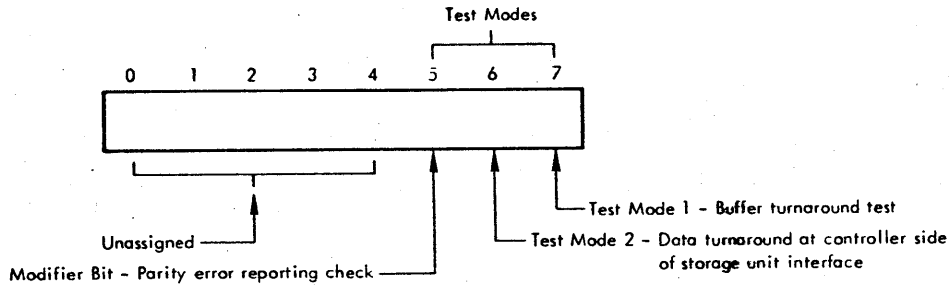 Test Modes
0 1 2 3 4 5 6 7
Test Mode 1 - Buffer turnaround test
Unassigned
Test Mode 2 - Data turnaround at controller side
of storage unit interface
Modifier Bit - Parity error reporting check